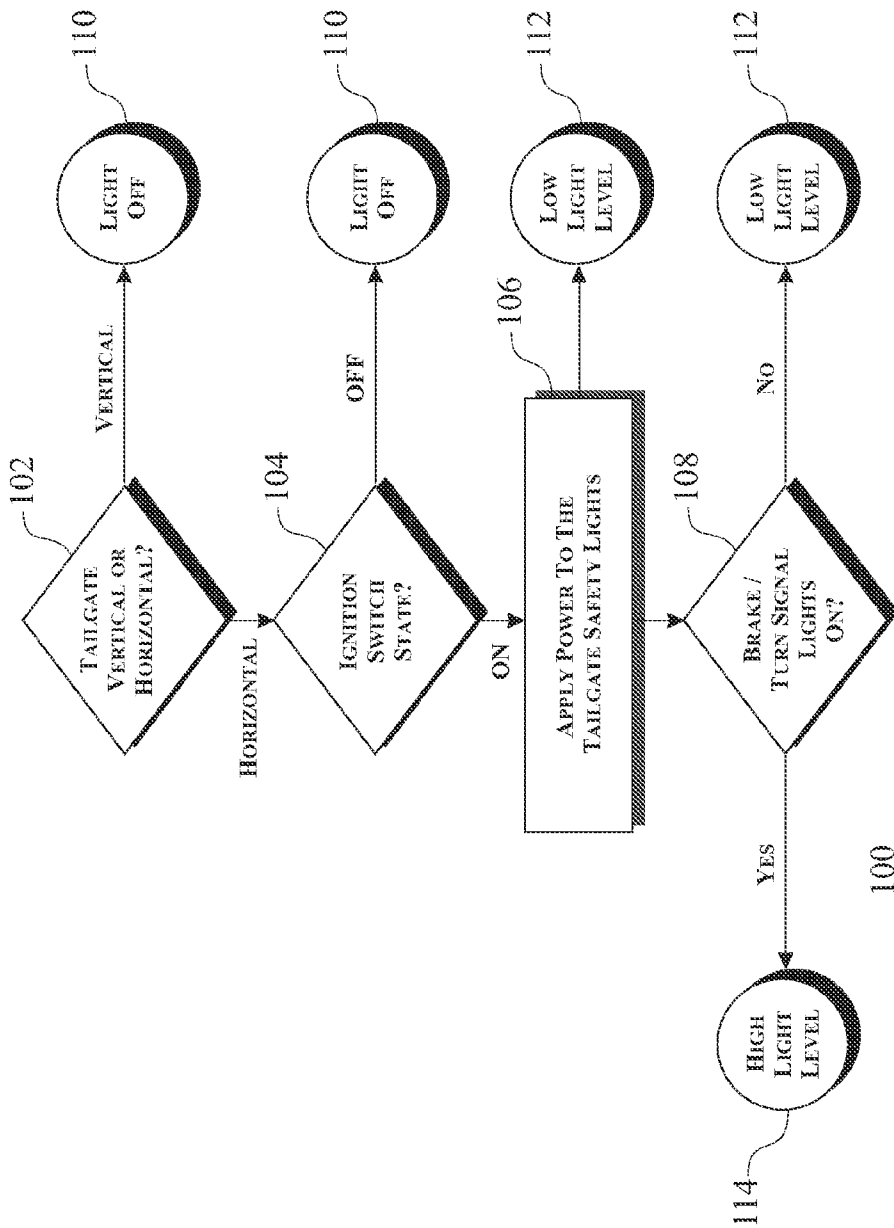 102
TAILGATE
VERTICAL OR
HORIZONTAL?
VERTICAL
LIGHT
OFF
110
HORIZONTAL
104
IGNITION
SWITCH
STATE?
OFF
LIGHT
OFF
110
ON
106
APPLY POWER TO THE
TAILGATE SAFETY LIGHTS
LOW
LIGHT
LEVEL
112
108
BRAKE /
TURN SIGNAL
LIGHTS
ON?
NO
LOW
LIGHT
LEVEL
112
YES
HIGH
LIGHT
LEVEL
114
100